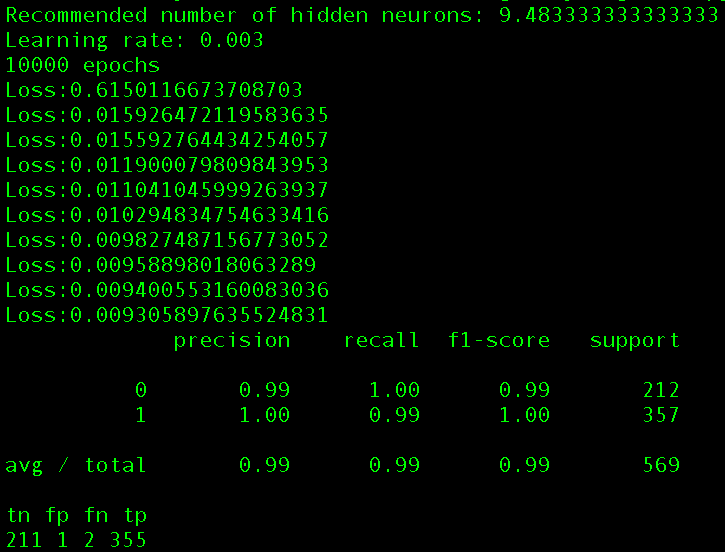 Recommended number of hidden neurons: 9.483333333333333
Learning rate: 0.003
10000 epochs
Loss:0.6150116673708703
Loss:0.015926472119583635
Loss:0.015592764434254057
Loss:0.011900079809843953
Loss:0.011041045999263937
Loss:0.010294834754633416
Loss:0.009827487156773052
Loss:0.00958898018063289
Loss:0.009400553160083036
Loss:0.009305897635524831
precision recall f1-score support
0 0.99 1.00 0.99 212
1 1.00 0.99 1.00 357
avg / total 0.99 0.99 0.99 569
tn fp fn tp
211 1 2 355